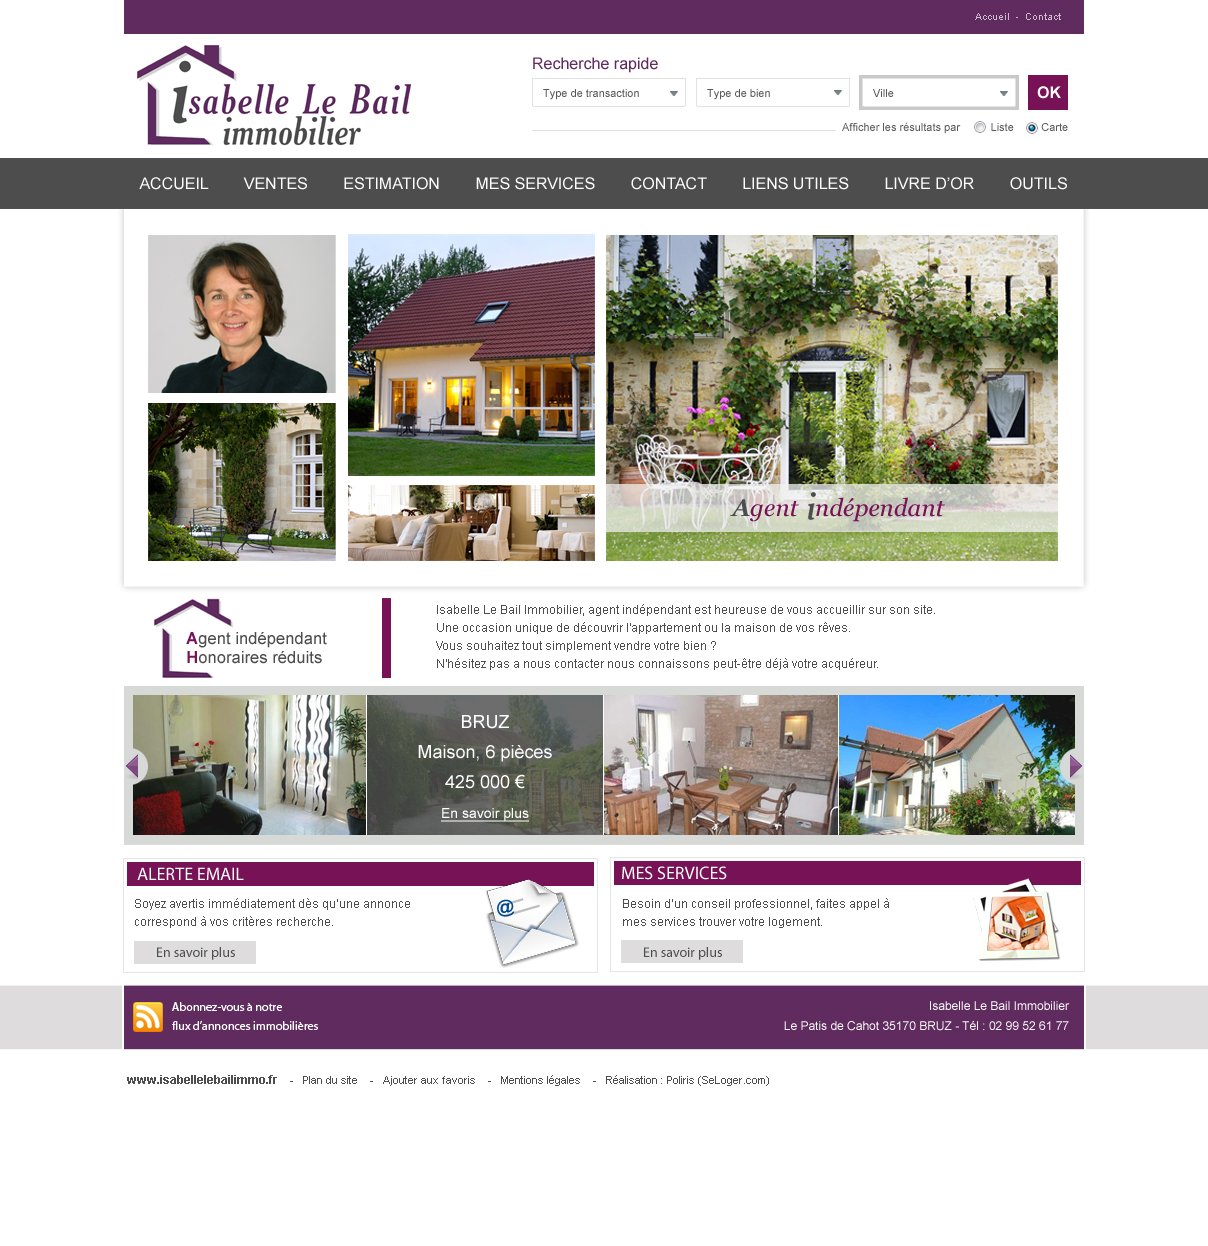 Accueil - Contact
isabelle Le Bail
immobilier
Recherche rapide
Type de transaction
Type de bien
Ville
OK
Afficher les résultats par
Liste
Carte
ACCUEIL
VENTES
ESTIMATION
MES SERVICES
CONTACT
LIENS UTILES
LIVRE D'OR
OUTILS
Agent indépendant
Agent indépendant
Honoraires réduits
Isabelle Le Bail Immobilier, agent indépendant est heureuse de vous accueillir sur son site.
Une occasion unique de découvrir l'appartement ou la maison de vos rêves.
Vous souhaitez tout simplement vendre votre bien ?
N'hésitez pas a nous contacter nous connaissons peut-être déjà votre acquéreur.
BRUZ
Maison, 6 pièces
425 000 €
En savoir plus
ALERTE EMAIL
Soyez avertis immédiatement dès qu'une annonce
correspond à vos critères recherche.
@
En savoir plus
MES SERVICES
Besoin d'un conseil professionnel, faites appel à
mes services trouver votre logement.
En savoir plus
Abonnez-vous à notre
flux d'annonces immobilières
Isabelle Le Bail Immobilier
Le Patis de Cahot 35170 BRUZ - Tél : 02 99 52 61 77
www.isabellelebailimmo.fr - Plan du site - Ajouter aux favoris - Mentions légales - Réalisation : Poliris (SeLoger.com)